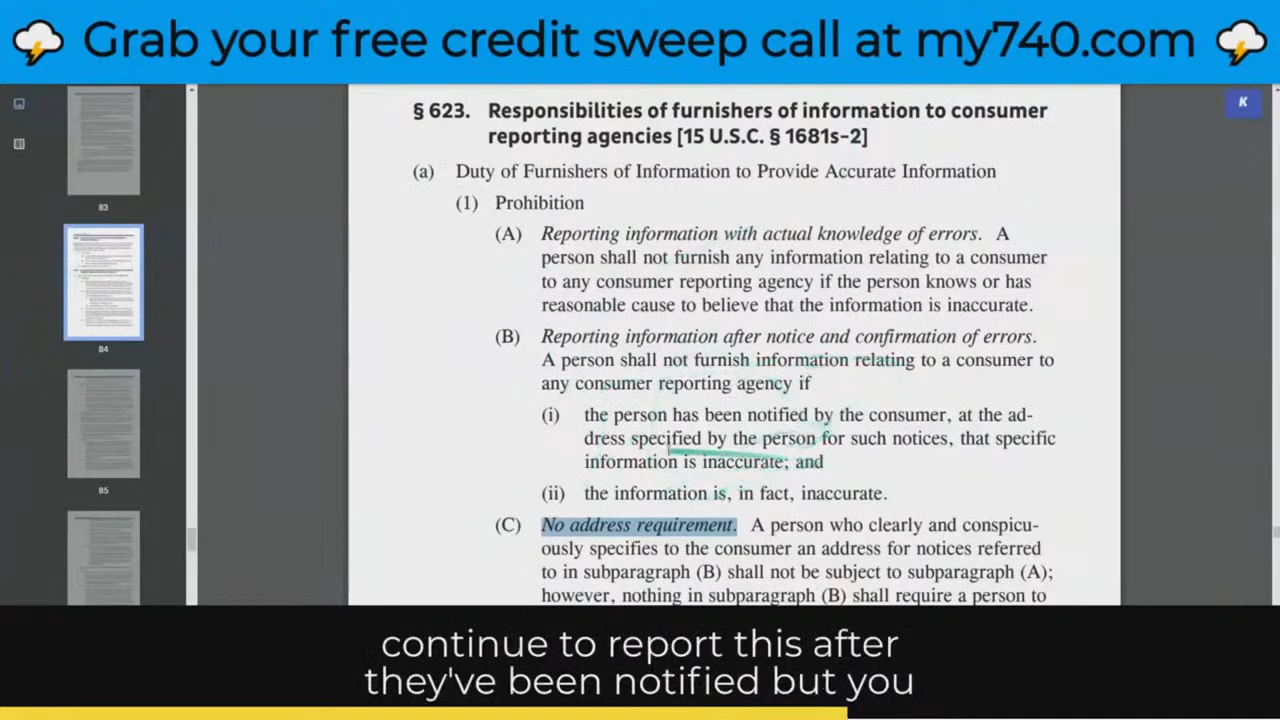 Grab your free credit sweep call at my740.com
K
§ 623. Responsibilities of furnishers of information to consumer
reporting agencies [15 U.S.C. § 1681s-2]
(a) Duty of Furnishers of Information to Provide Accurate Information
(1) Prohibition
(A) Reporting information with actual knowledge of errors. A
person shall not furnish any information relating to a consumer
to any consumer reporting agency if the person knows or has
reasonable cause to believe that the information is inaccurate.
(B) Reporting information after notice and confirmation of errors.
A person shall not furnish information relating to a consumer to
any consumer reporting agency if
(i) the person has been notified by the consumer, at the ad-
dress specified by the person for such notices, that specific
information is inaccurate; and
(ii) the information is, in fact, inaccurate.
(C) No address requirement. A person who clearly and conspicu-
ously specifies to the consumer an address for notices referred
to in subparagraph (B) shall not be subject to subparagraph (A);
however, nothing in subparagraph (B) shall require a person to
83
84
85
continue to report this after
they've been notified but you